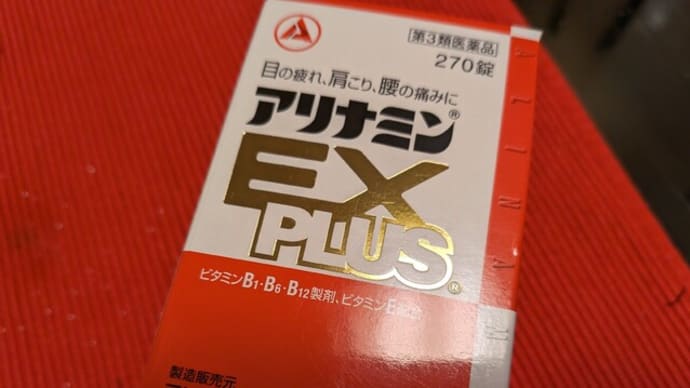 第3類医薬品
270錠
目の疲れ、肩こり、腰の痛みに
アリナミン®
EX
PLUS®
ビタミンB1・B6・B12製剤、ビタミンE
製造販売元
ALINAM